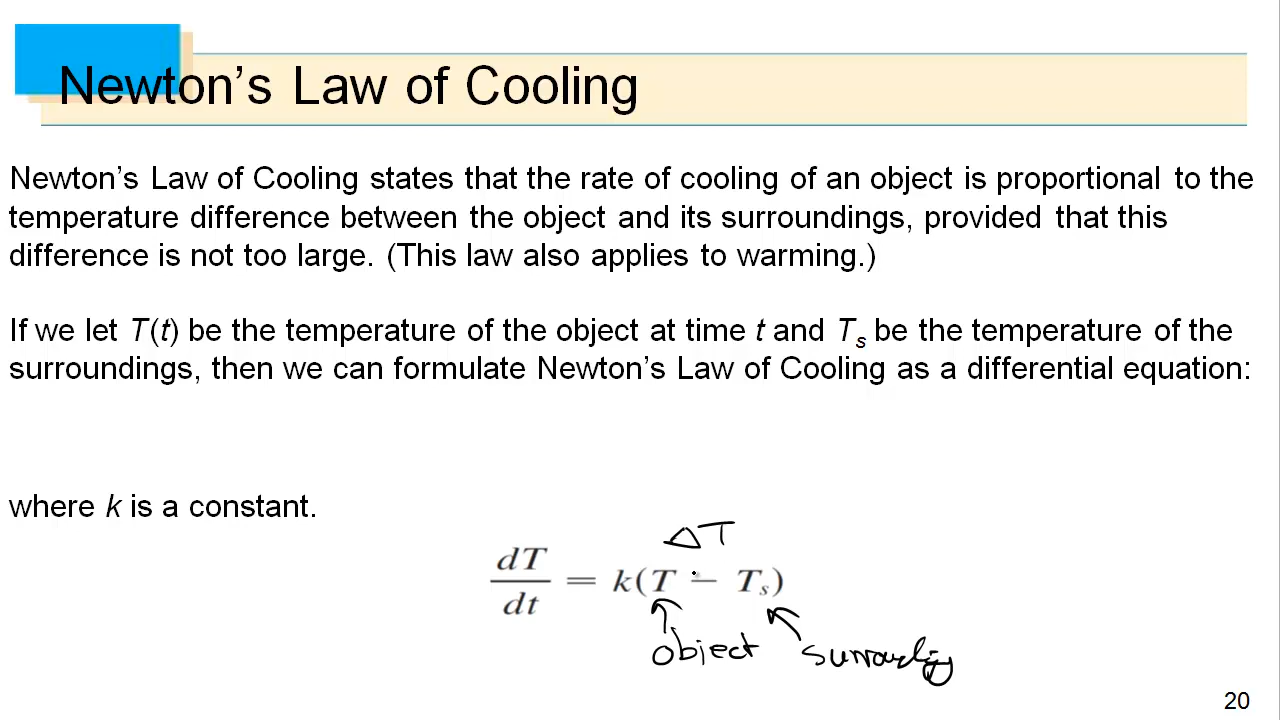 Newton's Law of Cooling
Newton's Law of Cooling states that the rate of cooling of an object is proportional to the
temperature difference between the object and its surroundings, provided that this
difference is not too large. (This law also applies to warming.)
If we let T(t) be the temperature of the object at time t and Tₛ be the temperature of the
surroundings, then we can formulate Newton's Law of Cooling as a differential equation:
where k is a constant.
ΔT
dT/dt = k(T − Tₛ)
object
20